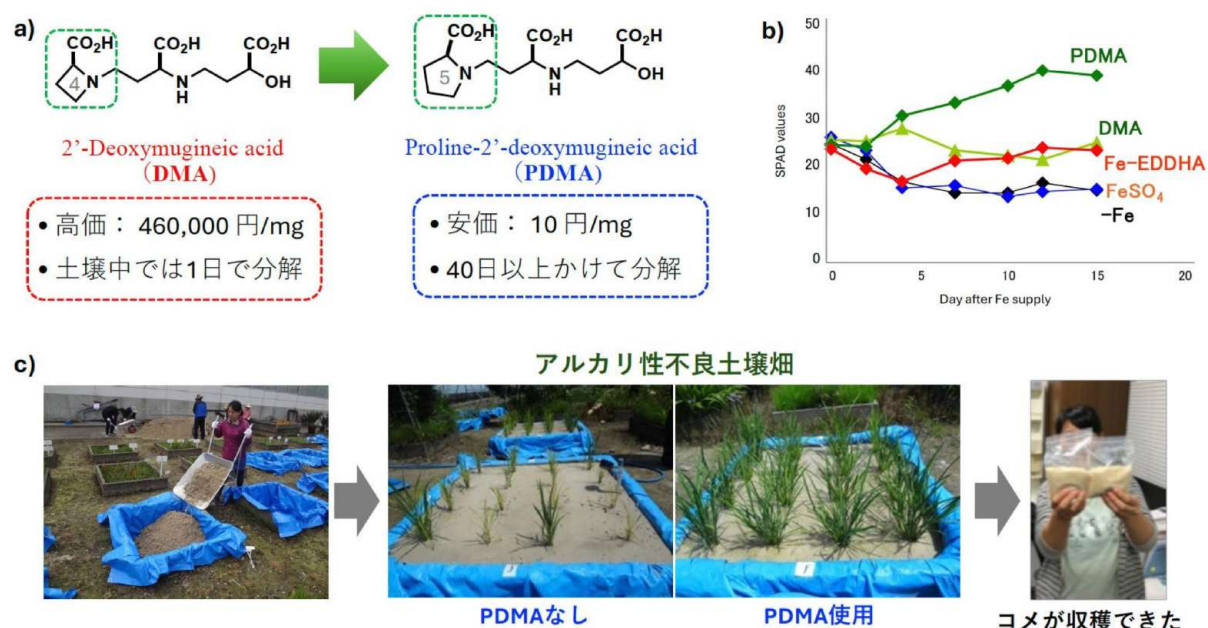 a)
CO₂H
CO₂H
CO₂H
4
N
N
H
OH
2’-Deoxymugineic acid
(DMA)
• 高価： 460,000 円/mg
• 土壌中では1日で分解
CO₂H
CO₂H
CO₂H
5
N
N
H
OH
Proline-2’-deoxymugineic acid
(PDMA)
• 安価： 10 円/mg
• 40日以上かけて分解
b)
50
40
30
20
10
0
SPAD values
0 5 10 15 20
Day after Fe supply
PDMA
DMA
Fe-EDDHA
FeSO₄
-Fe
c)
アルカリ性不良土壌畑
PDMAなし
PDMA使用
コメが収穫できた